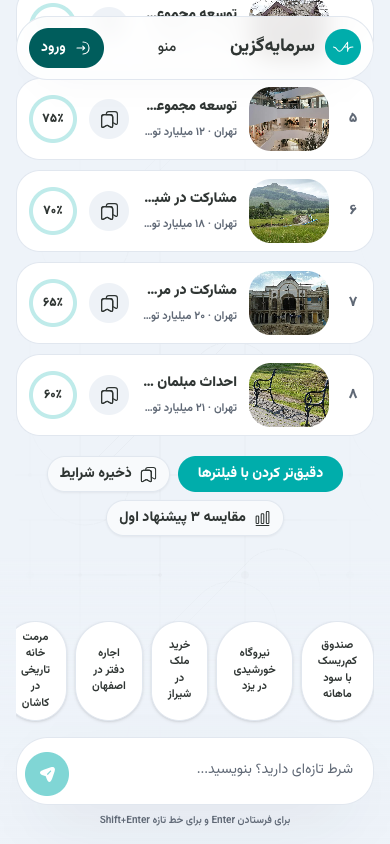 توسعه مجموع...
سرمایه‌گزین
منو
ورود
۵
توسعه مجموع...
تهران · ۱۲ میلیارد تو...
۷۵٪
۶
مشارکت در شب...
تهران · ۱۸ میلیارد تو...
۷۰٪
۷
مشارکت در مر...
تهران · ۲۰ میلیارد تو...
۶۵٪
۸
احداث مبلمان ...
تهران · ۲۱ میلیارد تو...
۶۰٪
دقیق‌تر کردن با فیلترها
ذخیره شرایط
مقایسه ۳ پیشنهاد اول
صندوق
کم‌ریسک
با سود
ماهانه
نیروگاه
خورشیدی
در یزد
خرید
ملک
در
شیراز
اجاره
دفتر در
اصفهان
مرمت
خانه
تاریخی
در
کاشان
شرط تازه‌ای دارید؟ بنویسید...
برای فرستادن Enter و برای خط تازه Shift+Enter